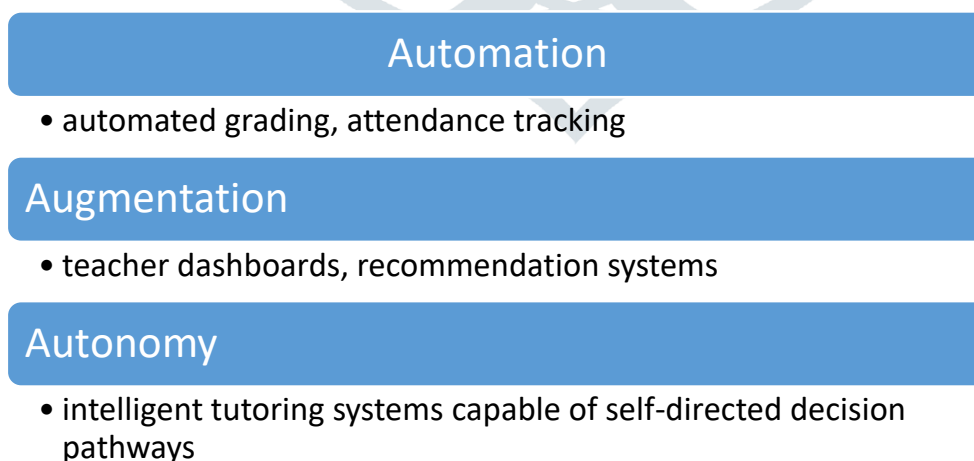 Automation
• automated grading, attendance tracking
Augmentation
• teacher dashboards, recommendation systems
Autonomy
• intelligent tutoring systems capable of self-directed decision
pathways